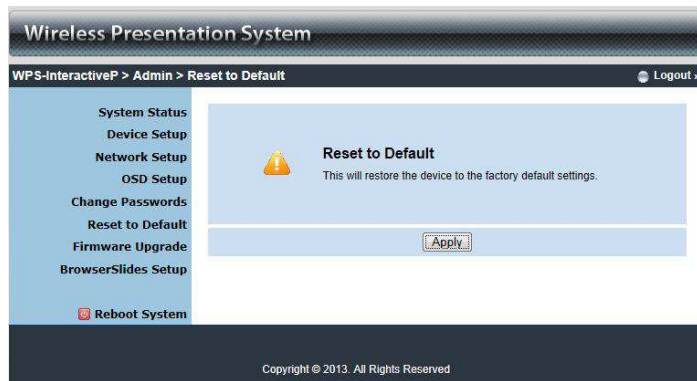 Wireless Presentation System
WPS-InteractiveP > Admin > Reset to Default
Logout »
System Status
Device Setup
Network Setup
OSD Setup
Change Passwords
Reset to Default
Firmware Upgrade
BrowserSlides Setup
Reboot System
Reset to Default
This will restore the device to the factory default settings.
Apply
Copyright © 2013. All Rights Reserved